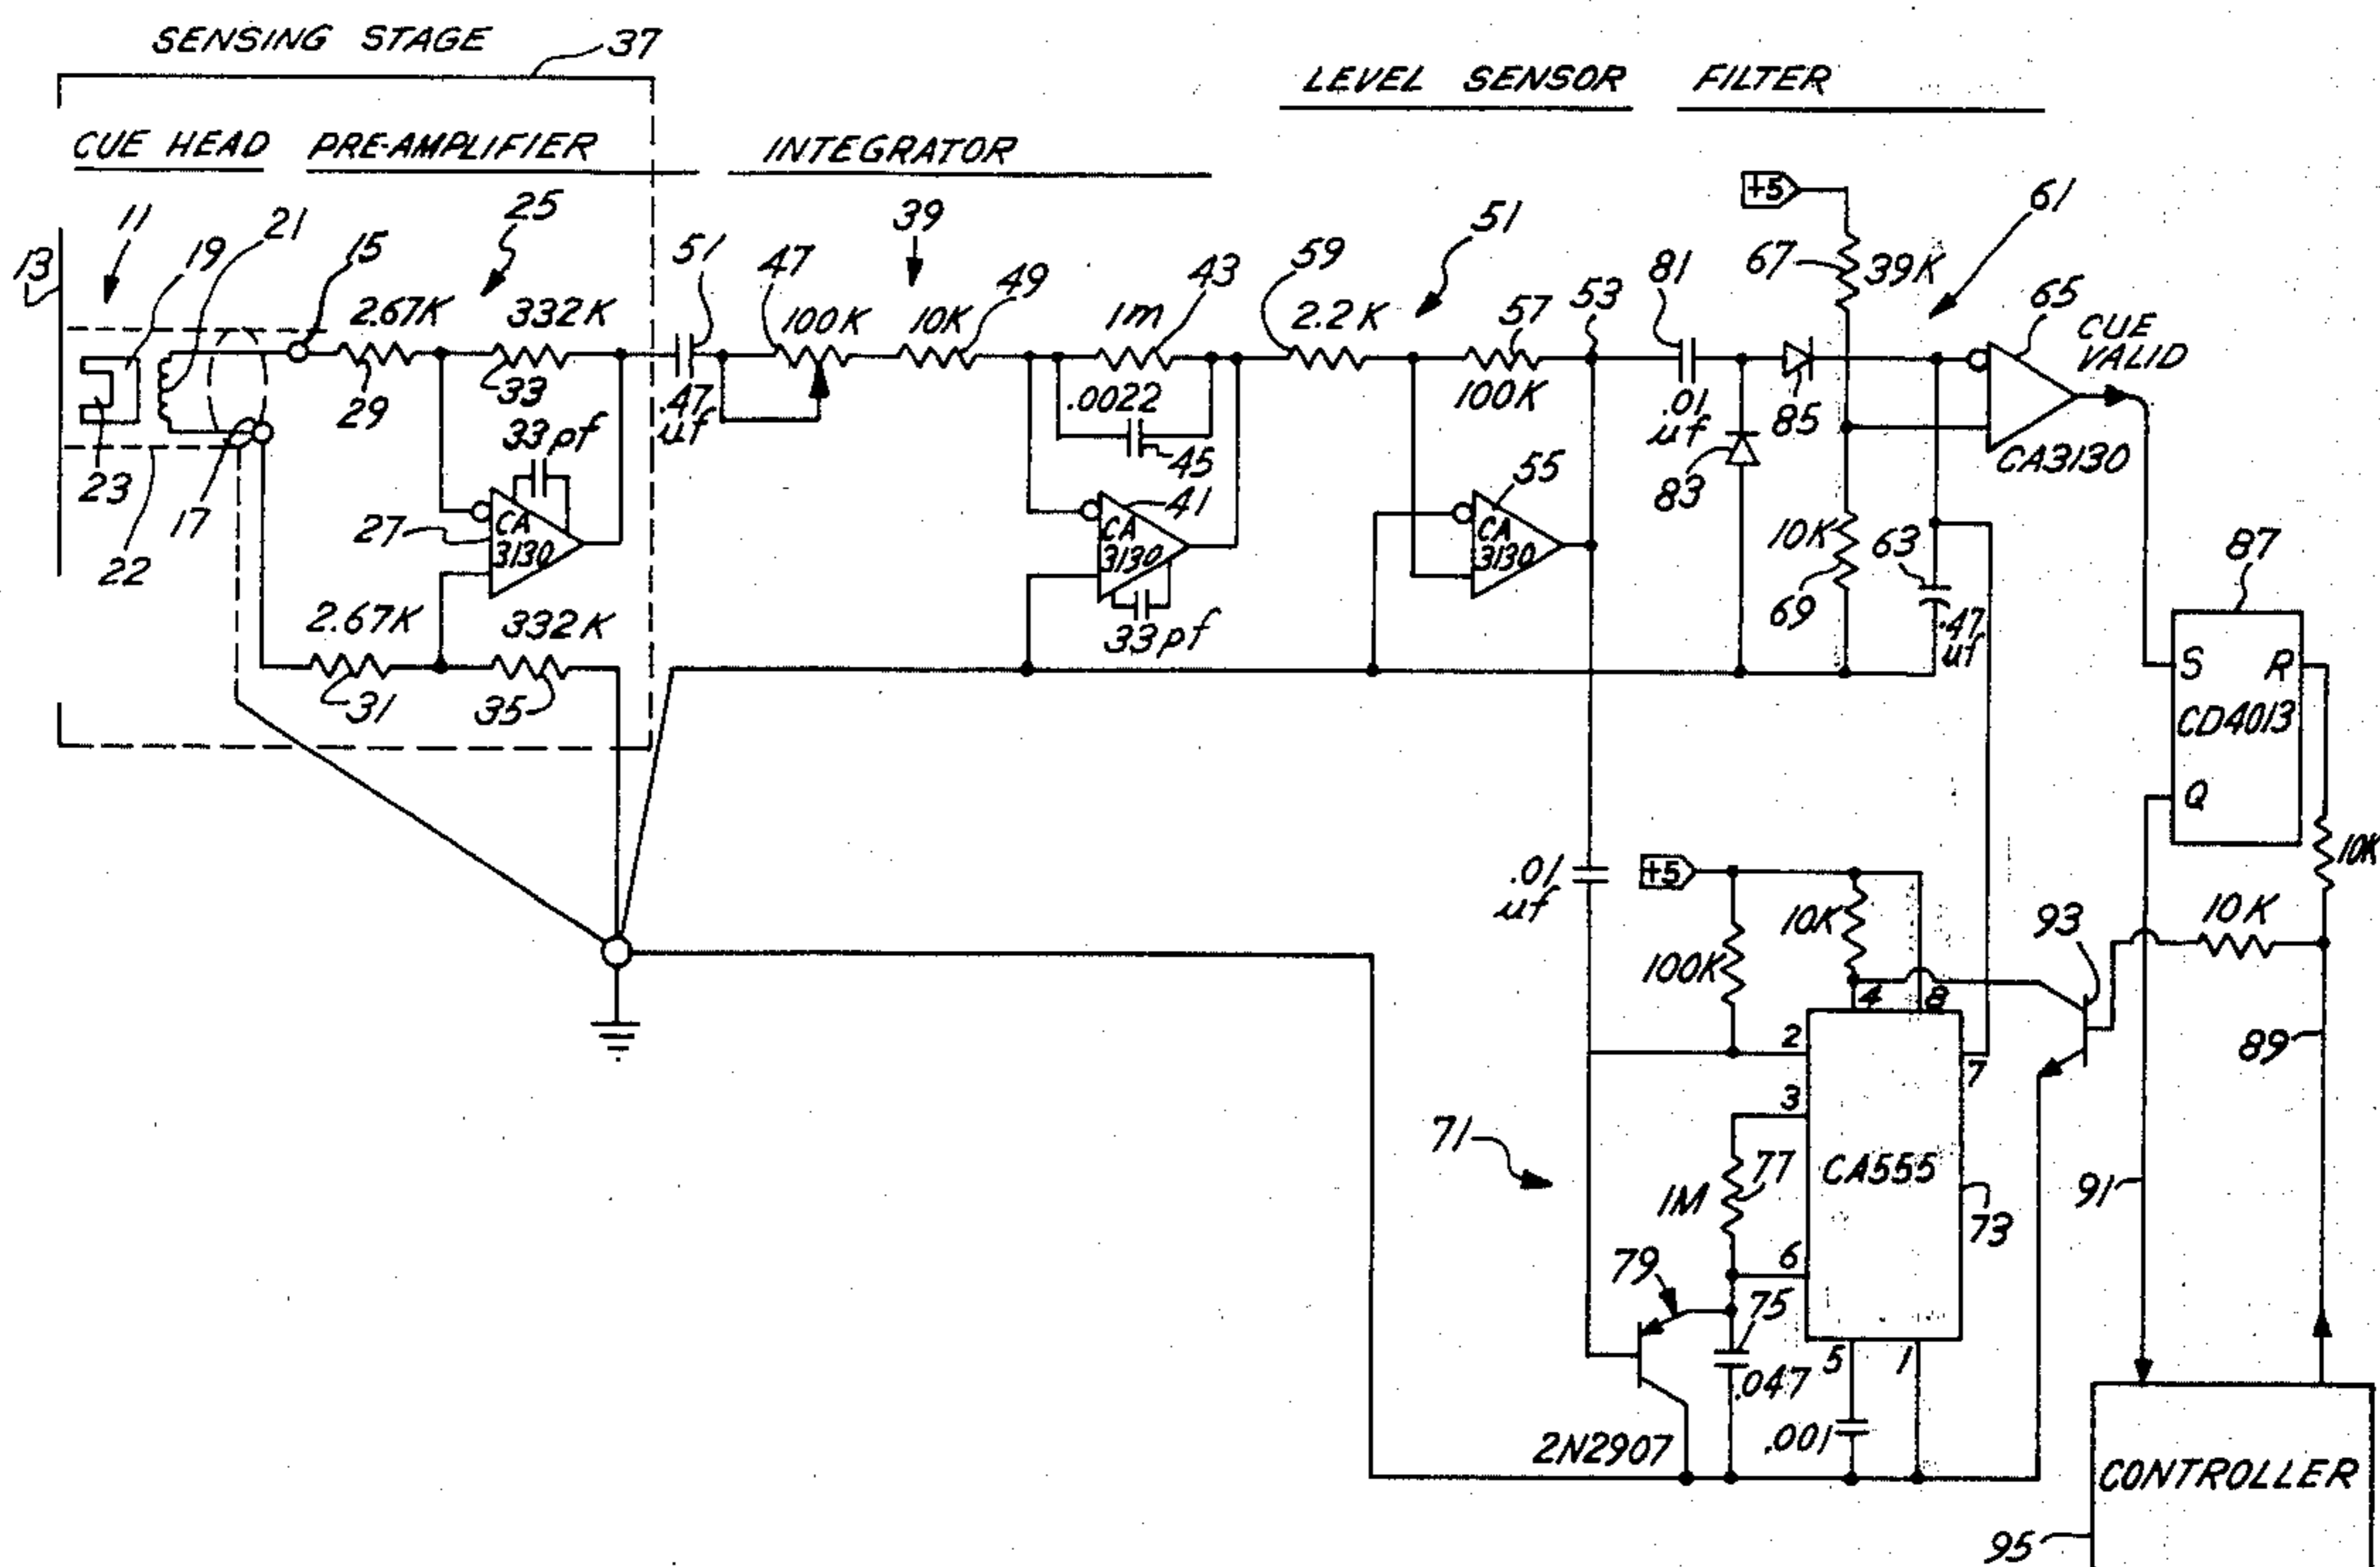 SENSING STAGE
37
LEVEL SENSOR
FILTER
CUE HEAD
PRE-AMPLIFIER
INTEGRATOR
+5
61
11
25
39
51
13
19
21
15
51
47
49
43
59
57
53
81
67
39K
65
2.67K
332K
100K
10K
1m
2.2K
CUE
VALID
29
33
.47
μf
.0022
45
100K
.01
μf
85
33pf
CA3130
23
17
22
27
CA
3130
41
CA
3130
55
CA
3130
83
10K
63
87
33pf
69
.47
μf
2.67K
332K
S
R
CD4013
Q
31
35
.01
μf
+5
10K
10K
10K
93
100K
4
8
2
7
89
3
71
1M
77
CA555
73
91
6
79
75
.047
5
1
2N2907
.001
CONTROLLER
95